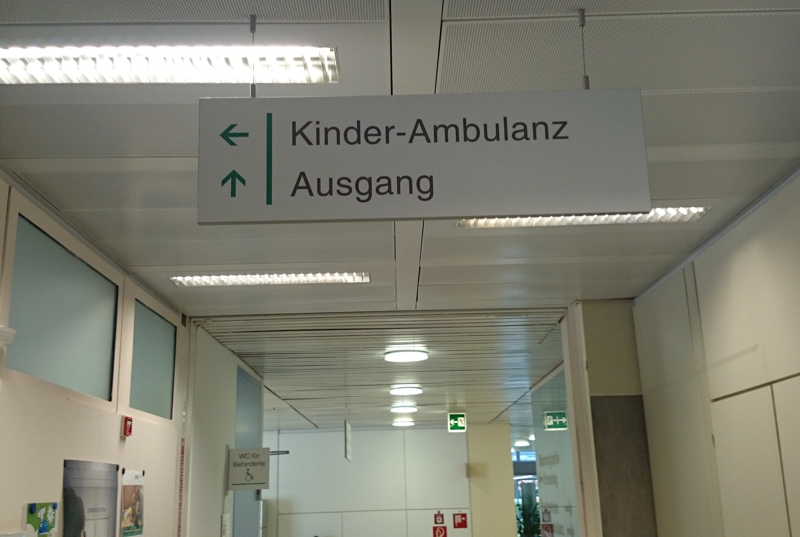 Kinder-Ambulanz
Ausgang
WC für
Behinderte